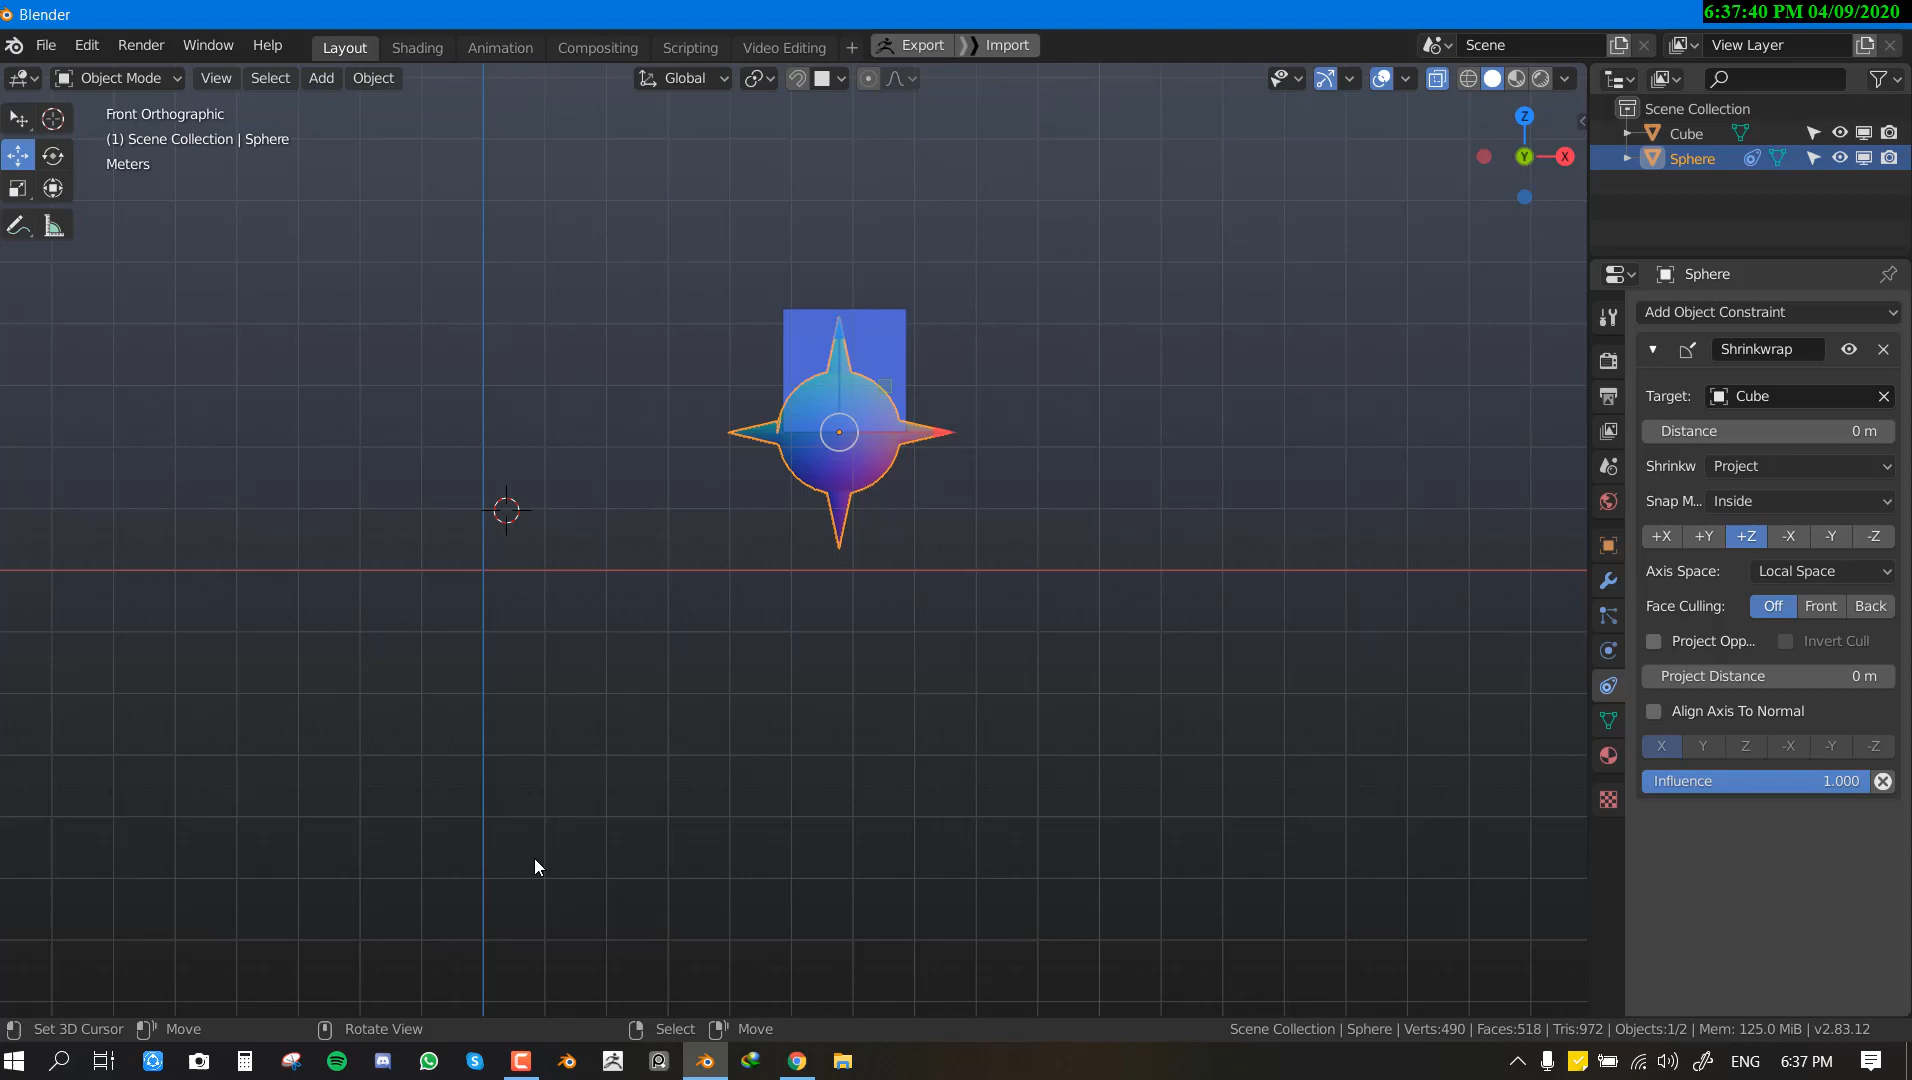 Blender
6:37:40 PM 04/09/2020
File Edit Render Window Help Layout Shading Animation Compositing Scripting Video Editing + Export Import Scene View Layer
Object Mode View Select Add Object Global
Front Orthographic
(1) Scene Collection | Sphere
Meters
Z
Y
X
Scene Collection
Cube
Sphere
Sphere
Add Object Constraint
Shrinkwrap
Target: Cube
Distance 0 m
Shrinkw Project
Snap M... Inside
+X +Y +Z -X -Y -Z
Axis Space: Local Space
Face Culling: Off Front Back
Project Opp... Invert Cull
Project Distance 0 m
Align Axis To Normal
X Y Z -X -Y -Z
Influence 1.000
Set 3D Cursor Move Rotate View Select Move Scene Collection | Sphere | Verts:490 | Faces:518 | Tris:972 | Objects:1/2 | Mem: 125.0 MiB | v2.83.12
ENG 6:37 PM